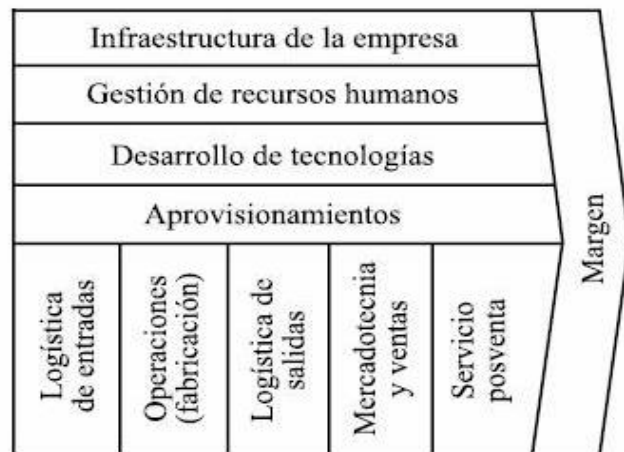 Infraestructura de la empresa
Gestión de recursos humanos
Desarrollo de tecnologías
Aprovisionamientos
Logística
de entradas
Operaciones
(fabricación)
Logística de
salidas
Mercadotecnia
y ventas
Servicio
posventa
Margen